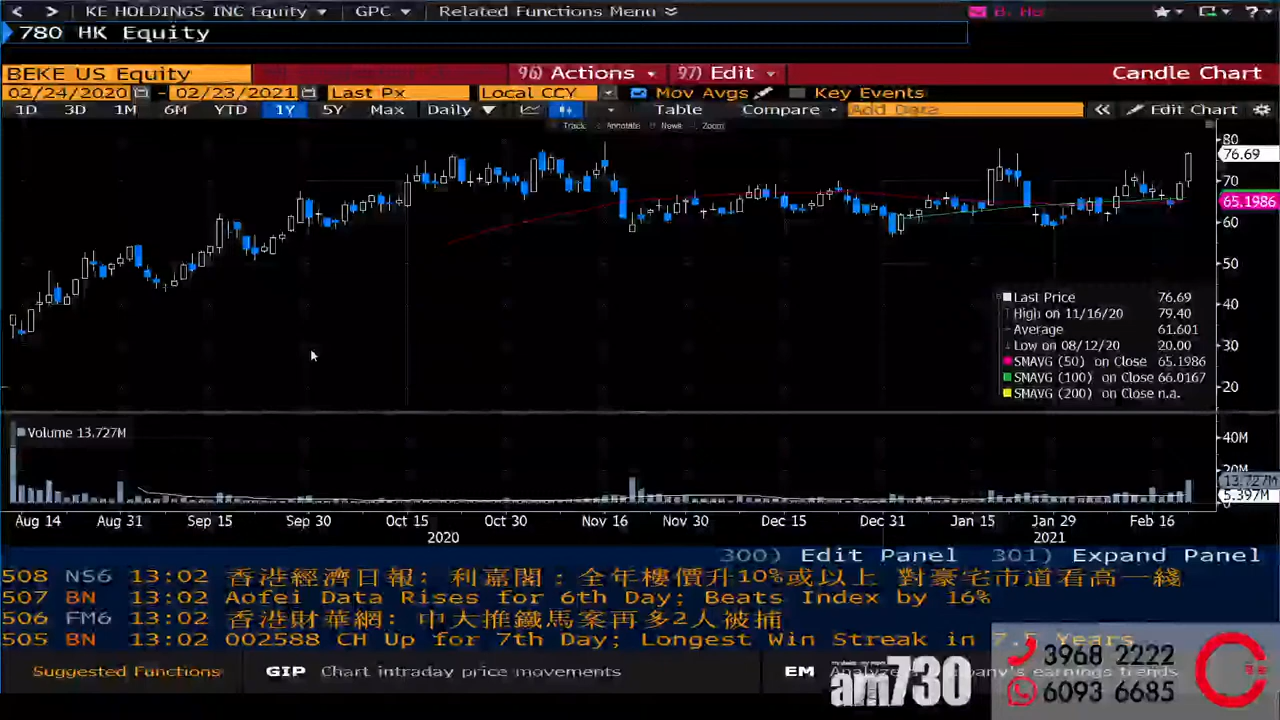 < > KE HOLDINGS INC Equity GPC Related Functions Menu
780 HK Equity
BEKE US Equity 96) Actions 97) Edit Candle Chart
02/24/2020 - 02/23/2021 Last Px Local CCY Mov Avgs Key Events
1D 3D 1M 6M YTD 1Y 5Y Max Daily Table Compare Add Data « Edit Chart
Track Annotate News Zoom
80
76.69
70
65.1986
60
50
40
30
20
Last Price 76.69
High on 11/16/20 79.40
Average 61.601
Low on 08/12/20 20.00
SMAVG (50) on Close 65.1986
SMAVG (100) on Close 66.0167
SMAVG (200) on Close n.a.
Volume 13.727M
40M
20M
13.727M
5.397M
0
Aug 14 Aug 31 Sep 15 Sep 30 Oct 15 Oct 30 Nov 16 Nov 30 Dec 15 Dec 31 Jan 15 Jan 29 Feb 16
2020 2021
300) Edit Panel 301) Expand Panel
508 NS6 13:02 香港經濟日報: 利嘉閣：全年樓價升10%或以上 對豪宅市道看高一綫
507 BN 13:02 Aofei Data Rises for 6th Day; Beats Index by 16%
506 FM6 13:02 香港財華網: 中大推鐵馬案再多2人被捕
505 BN 13:02 002588 CH Up for 7th Day; Longest Win Streak in 7.5 Years
Suggested Functions GIP Chart intraday price movements EM Analyze company's earnings trends
am730
3968 2222
6093 6685